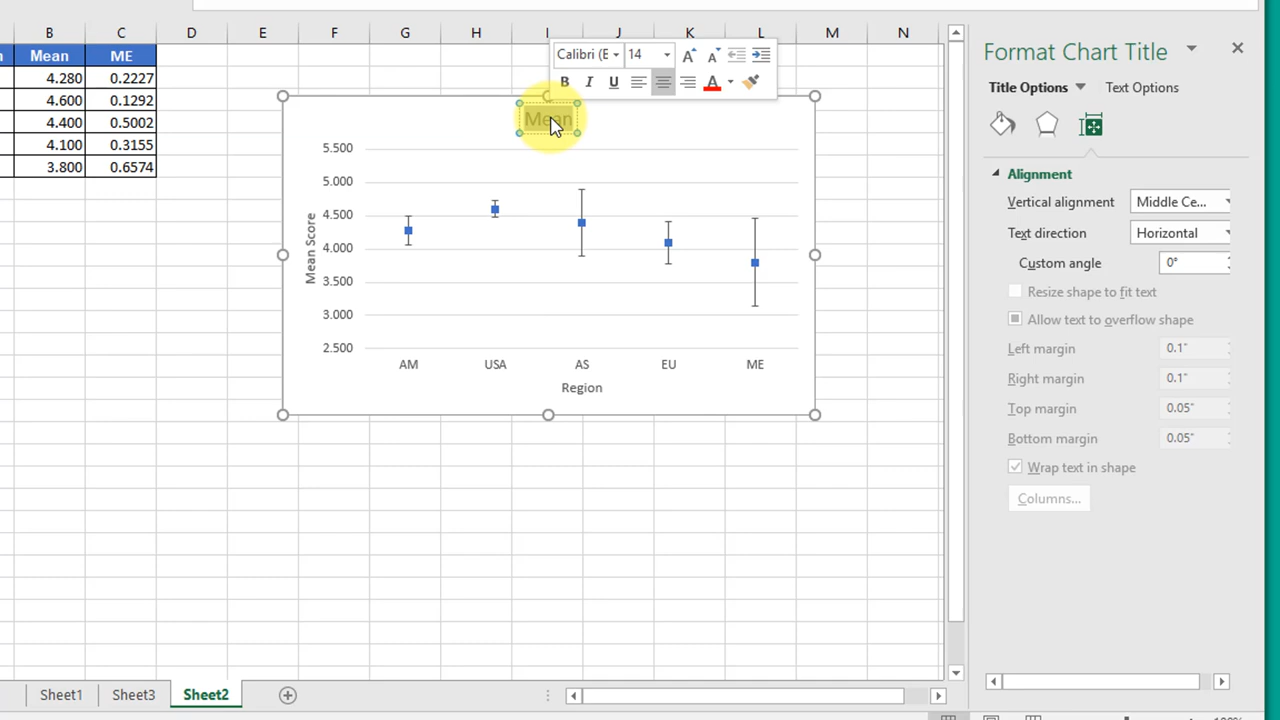 B C D E F G H I J K L M N
Mean ME
4.280 0.2227
4.600 0.1292
4.400 0.5002
4.100 0.3155
3.800 0.6574
Calibri (E 14
B I U A
Mean
5.500
5.000
4.500
4.000
3.500
3.000
2.500
Mean Score
AM USA AS EU ME
Region
Format Chart Title
Title Options Text Options
Alignment
Vertical alignment Middle Ce...
Text direction Horizontal
Custom angle 0°
Resize shape to fit text
Allow text to overflow shape
Left margin 0.1"
Right margin 0.1"
Top margin 0.05"
Bottom margin 0.05"
Wrap text in shape
Columns...
Sheet1 Sheet3 Sheet2